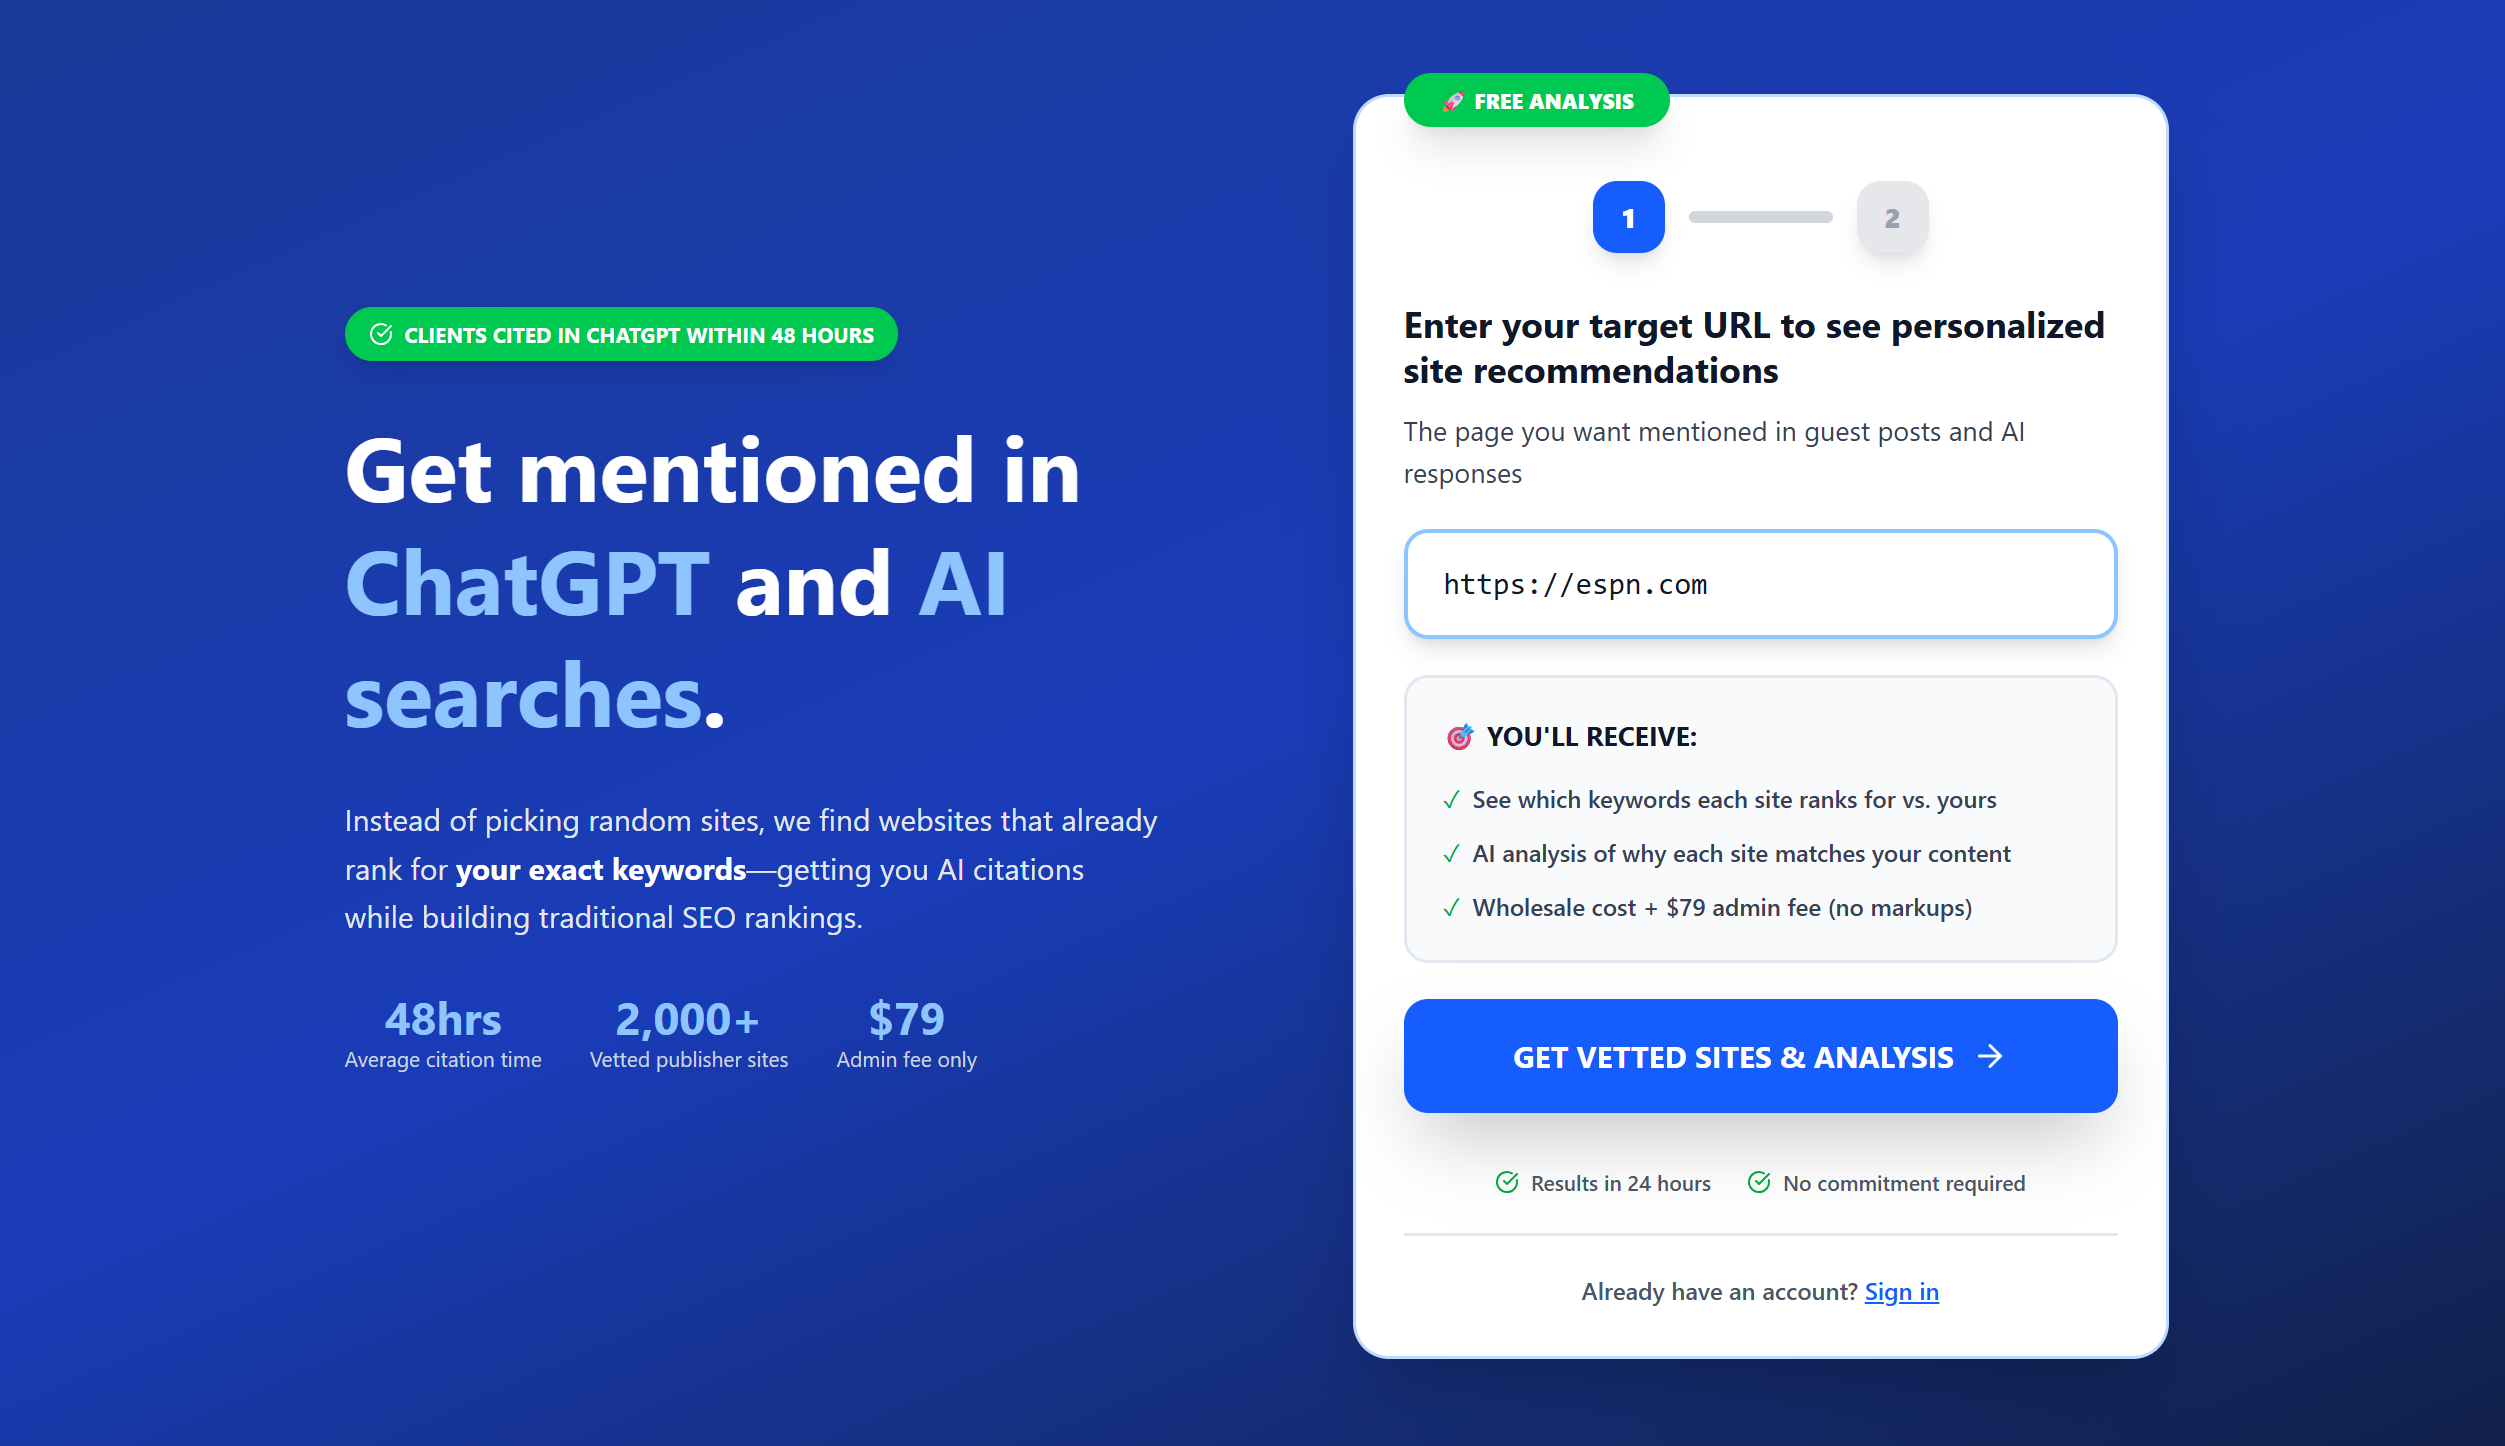 CLIENTS CITED IN CHATGPT WITHIN 48 HOURS
Get mentioned in
ChatGPT and AI
searches.
Instead of picking random sites, we find websites that already
rank for your exact keywords—getting you AI citations
while building traditional SEO rankings.
48hrs
Average citation time
2,000+
Vetted publisher sites
$79
Admin fee only
🚀 FREE ANALYSIS
1
2
Enter your target URL to see personalized
site recommendations
The page you want mentioned in guest posts and AI
responses
https://espn.com
🎯 YOU'LL RECEIVE:
✓ See which keywords each site ranks for vs. yours
✓ AI analysis of why each site matches your content
✓ Wholesale cost + $79 admin fee (no markups)
GET VETTED SITES & ANALYSIS →
Results in 24 hours
No commitment required
Already have an account? Sign in